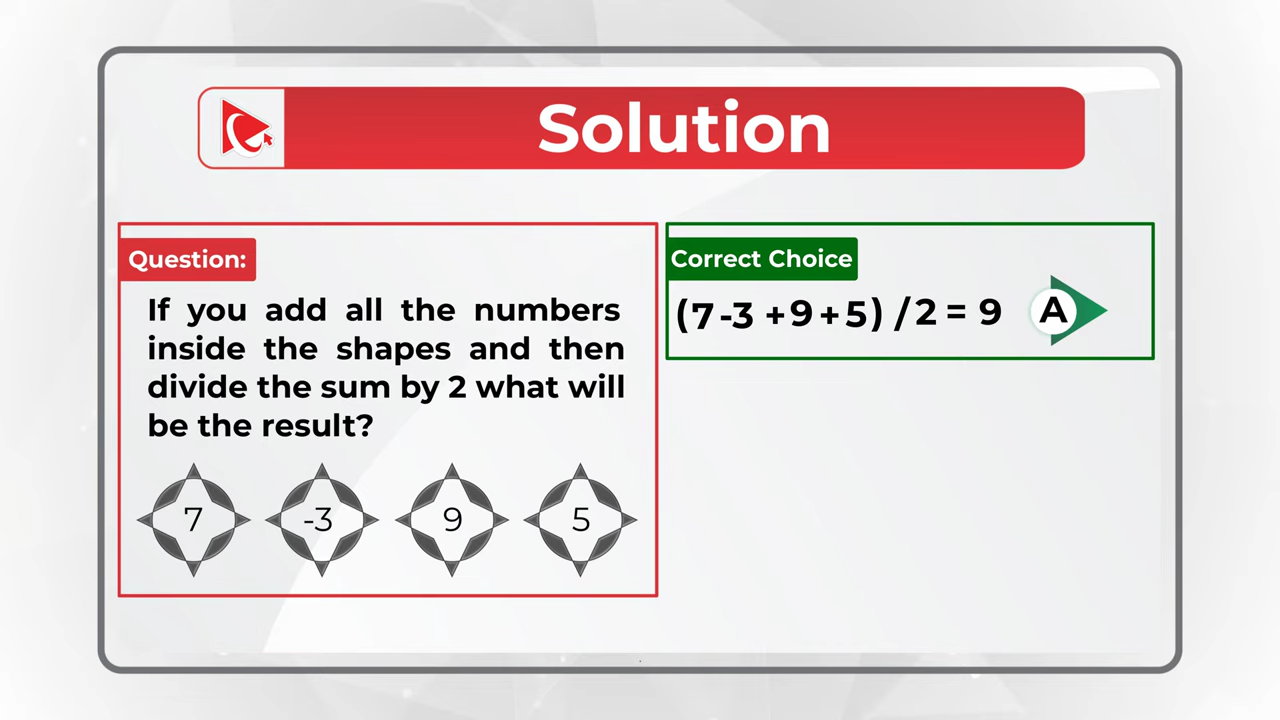 Solution
Question:
If you add all the numbers
inside the shapes and then
divide the sum by 2 what will
be the result?
7 -3 9 5
Correct Choice
(7-3+9+5)/2=9 A